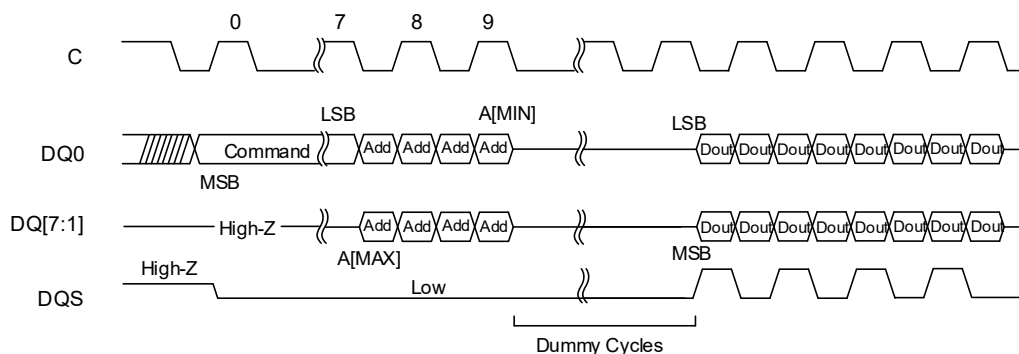 0 7 8 9
C
LSB A[MIN] LSB
DQ0 Command Add Add Add Add Dout Dout Dout Dout Dout Dout Dout Dout
MSB
DQ[7:1] High-Z Add Add Add Add Dout Dout Dout Dout Dout Dout Dout Dout
A[MAX] MSB
High-Z
DQS Low
Dummy Cycles